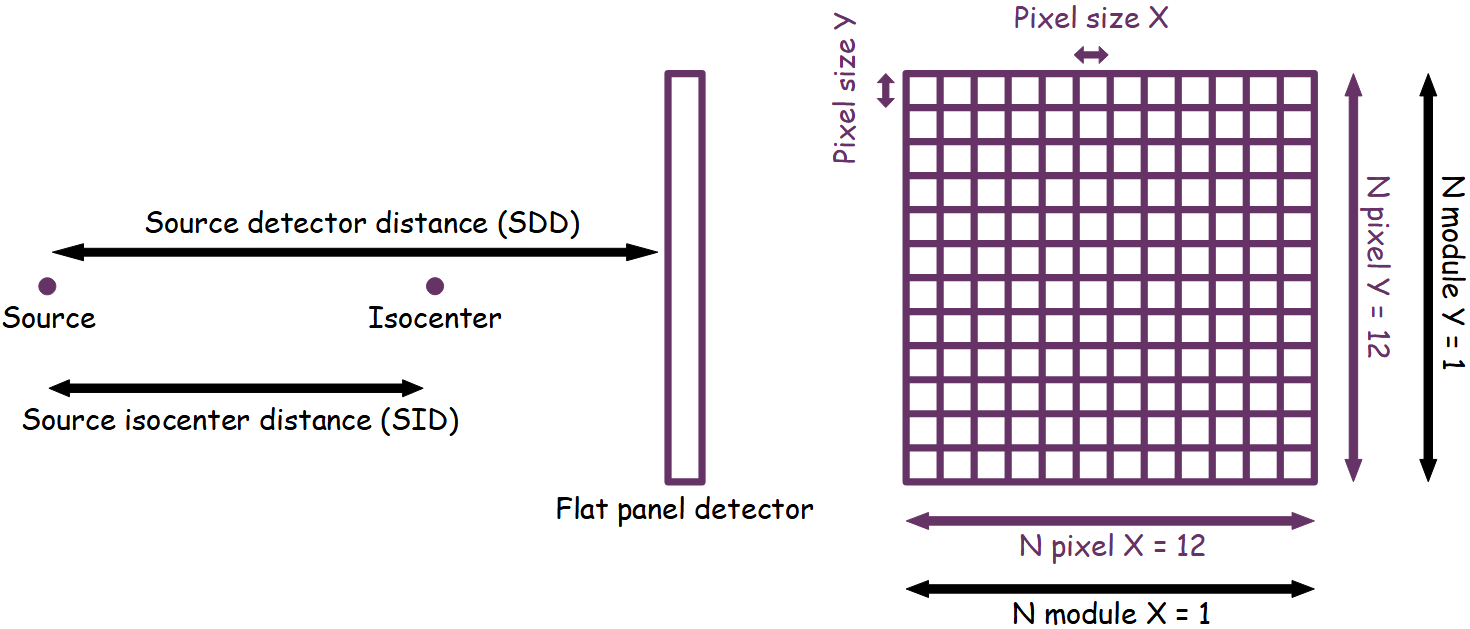 Source detector distance (SDD)
Source
Isocenter
Source isocenter distance (SID)
Flat panel detector
Pixel size X
Pixel size Y
N pixel Y = 12
N module Y = 1
N pixel X = 12
N module X = 1